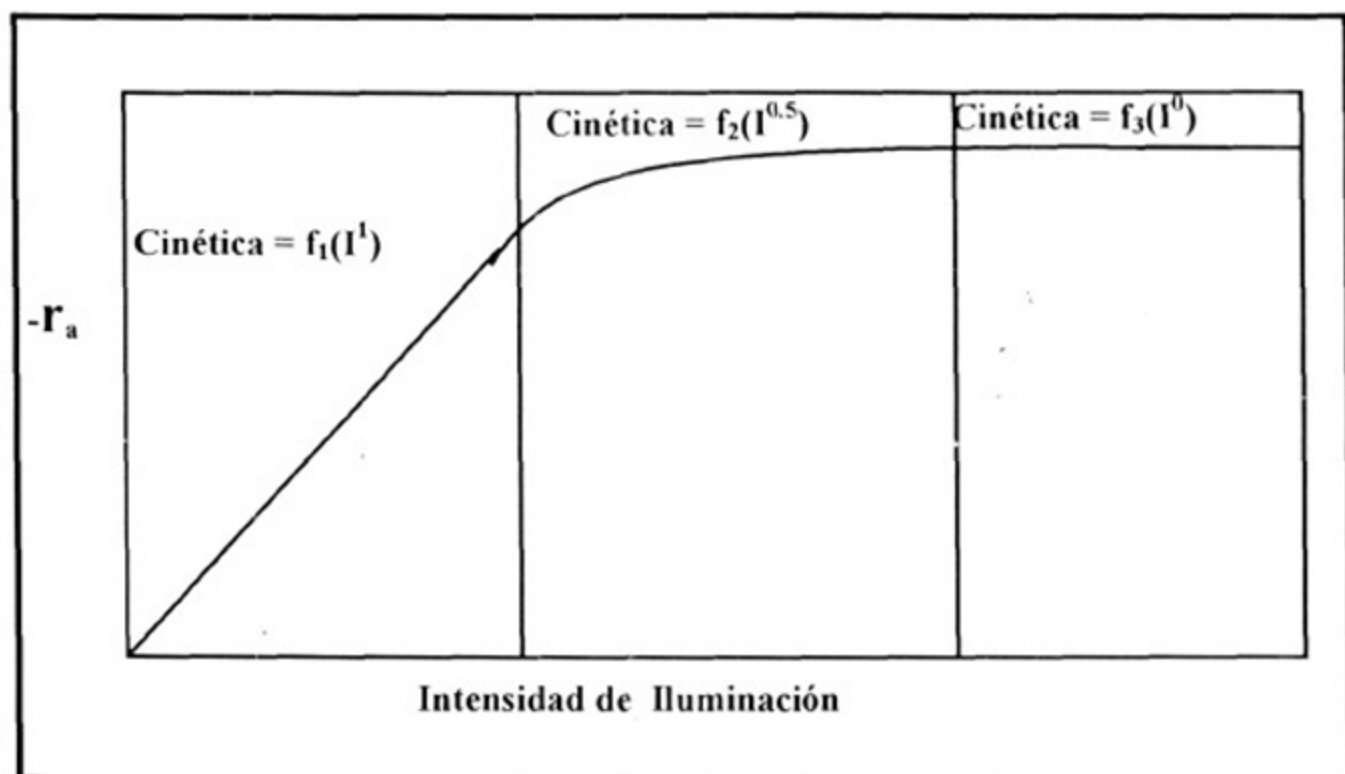 Cinética = f₂(I⁰·⁵)
Cinética = f₃(I⁰)
Cinética = f₁(I¹)
-rₐ
Intensidad de Iluminación